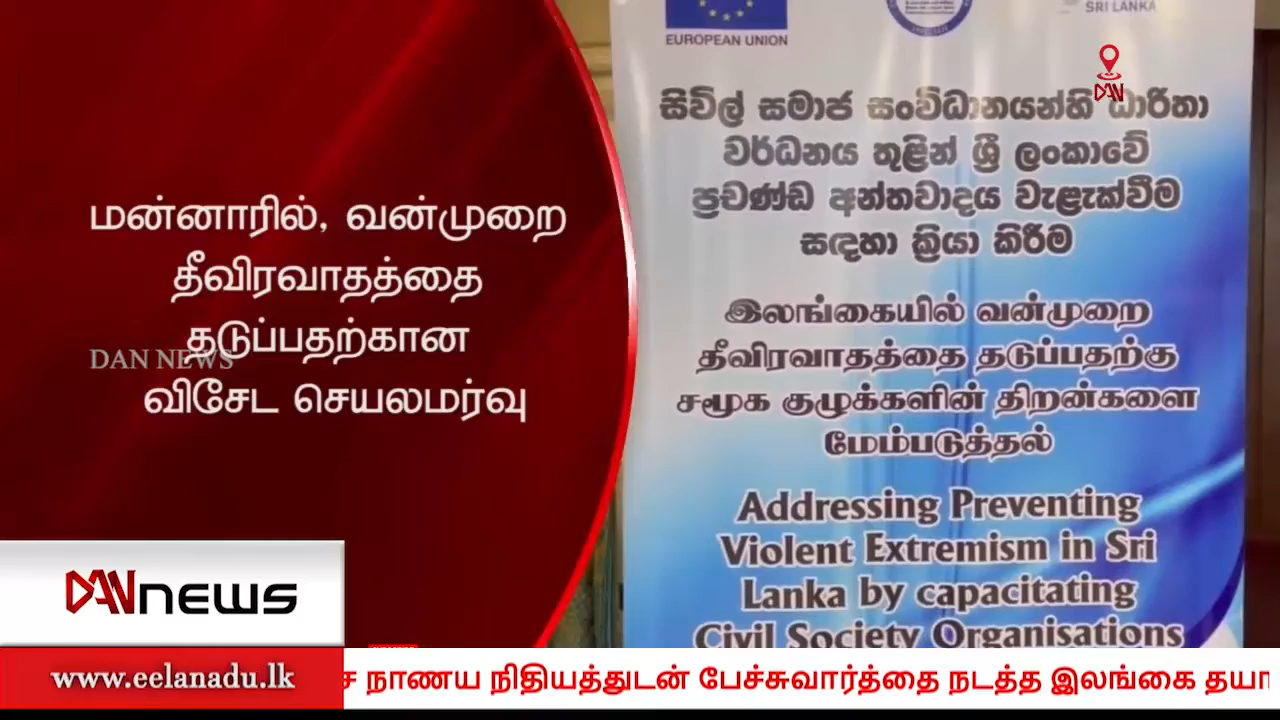 மன்னாரில், வன்முறை
தீவிரவாதத்தை
தடுப்பதற்கான
விசேட செயலமர்வு
DAN NEWS
EUROPEAN UNION
SRI LANKA
DAN
සිවිල් සමාජ සංවිධානයන්හි ධාරිතා
වර්ධනය තුළින් ශ්‍රී ලංකාවේ
ප්‍රචණ්ඩ අන්තවාදය වැළැක්වීම
සඳහා ක්‍රියා කිරීම
இலங்கையில் வன்முறை
தீவிரவாதத்தை தடுப்பதற்கு
சமூக குழுக்களின் திறன்களை
மேம்படுத்தல்
Addressing Preventing
Violent Extremism in Sri
Lanka by capacitating
Civil Society Organisations
DAN news
www.eelanadu.lk
நாணய நிதியத்துடன் பேச்சுவார்த்தை நடத்த இலங்கை